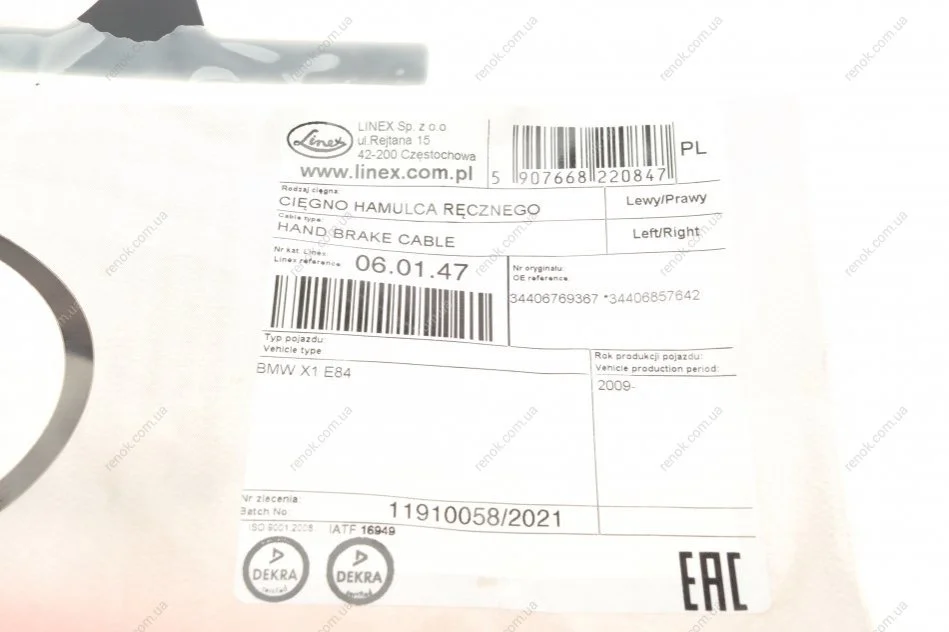 Linex
LINEX Sp. z o.o
ul.Rejtana 15
42-200 Częstochowa
www.linex.com.pl
5 907668 220847
PL
Rodzaj cięgna:
CIĘGNO HAMULCA RĘCZNEGO
Lewy/Prawy
Cable type:
HAND BRAKE CABLE
Left/Right
Nr kat. Linex:
Linex reference
06.01.47
Nr oryginału:
OE reference.
34406769367 *34406857642
Typ pojazdu:
Vehicle type
BMW X1 E84
Rok produkcji pojazdu:
Vehicle production period:
2009-
Nr zlecenia:
Batch No:
11910058/2021
ISO 9001:2008
IATF 16949
DEKRA
DEKRA
EAC
renok.com.ua